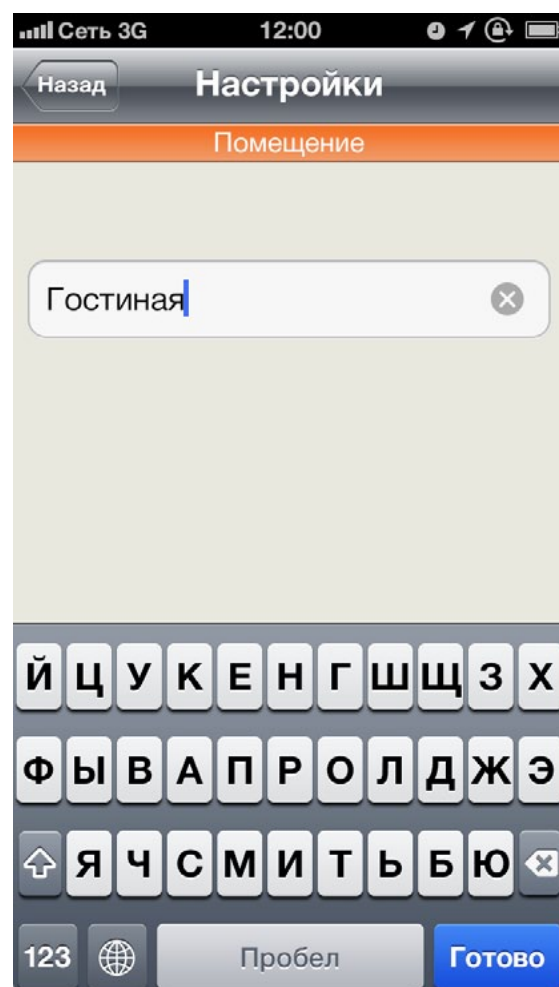 Сеть 3G 12:00
Назад Настройки
Помещение
Гостиная
Й Ц У К Е Н Г Ш Щ З Х
Ф Ы В А П Р О Л Д Ж Э
Я Ч С М И Т Ь Б Ю
123 Пробел Готово